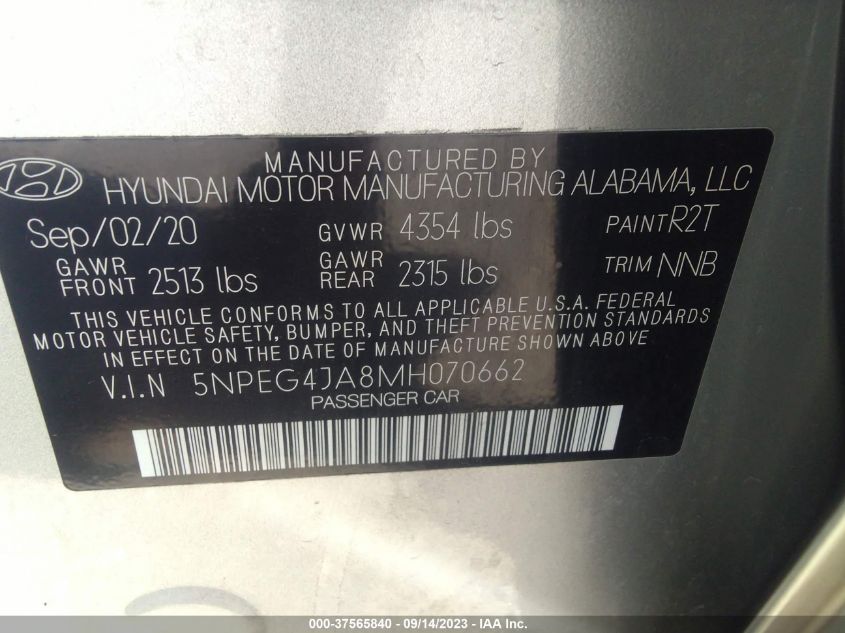 MANUFACTURED BY
HYUNDAI MOTOR MANUFACTURING ALABAMA, LLC
Sep/02/20 GVWR 4354 lbs PAINT R2T
GAWR FRONT 2513 lbs GAWR REAR 2315 lbs TRIM NNB
THIS VEHICLE CONFORMS TO ALL APPLICABLE U.S.A. FEDERAL
MOTOR VEHICLE SAFETY, BUMPER, AND THEFT PREVENTION STANDARDS
IN EFFECT ON THE DATE OF MANUFACTURE SHOWN ABOVE.
V.I.N 5NPEG4JA8MH070662
PASSENGER CAR
000-37565840 - 09/14/2023 - IAA Inc.